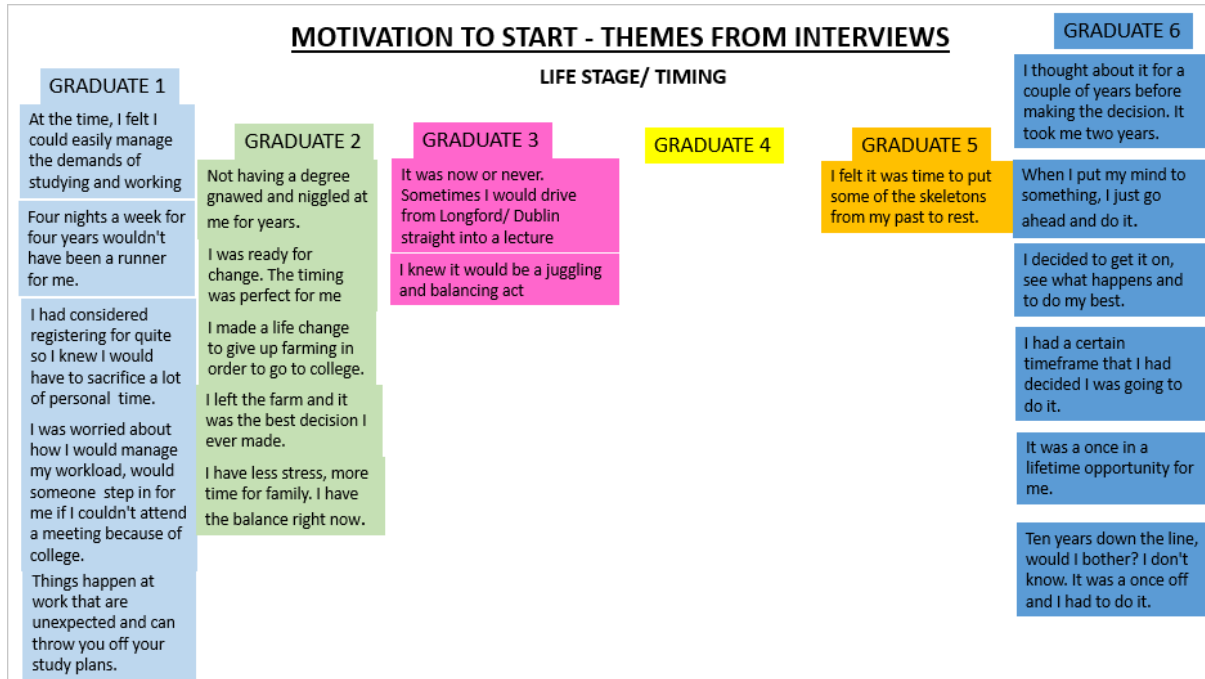 MOTIVATION TO START - THEMES FROM INTERVIEWS
LIFE STAGE/ TIMING
GRADUATE 1
At the time, I felt I
could easily manage
the demands of
studying and working
Four nights a week for
four years wouldn't
have been a runner
for me.
I had considered
registering for quite
so I knew I would
have to sacrifice a lot
of personal time.
I was worried about
how I would manage
my workload, would
someone step in for
me if I couldn't attend
a meeting because of
college.
Things happen at
work that are
unexpected and can
throw you off your
study plans.
GRADUATE 2
Not having a degree
gnawed and niggled at
me for years.
I was ready for
change. The timing
was perfect for me
I made a life change
to give up farming in
order to go to college.
I left the farm and it
was the best decision I
ever made.
I have less stress, more
time for family. I have
the balance right now.
GRADUATE 3
It was now or never.
Sometimes I would drive
from Longford/ Dublin
straight into a lecture
I knew it would be a juggling
and balancing act
GRADUATE 4
GRADUATE 5
I felt it was time to put
some of the skeletons
from my past to rest.
GRADUATE 6
I thought about it for a
couple of years before
making the decision. It
took me two years.
When I put my mind to
something, I just go
ahead and do it.
I decided to get it on,
see what happens and
to do my best.
I had a certain
timeframe that I had
decided I was going to
do it.
It was a once in a
lifetime opportunity for
me.
Ten years down the line,
would I bother? I don't
know. It was a once off
and I had to do it.